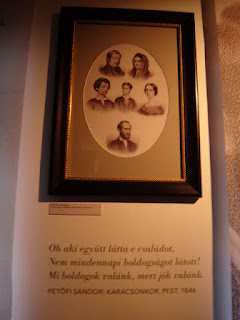 Oh aki együtt látta e családot,
Nem mindennapi boldogságot látott!
Mi boldogok valánk, mert jók valánk.
PETŐFI SÁNDOR: KARÁCSONKOR, PEST, 1846